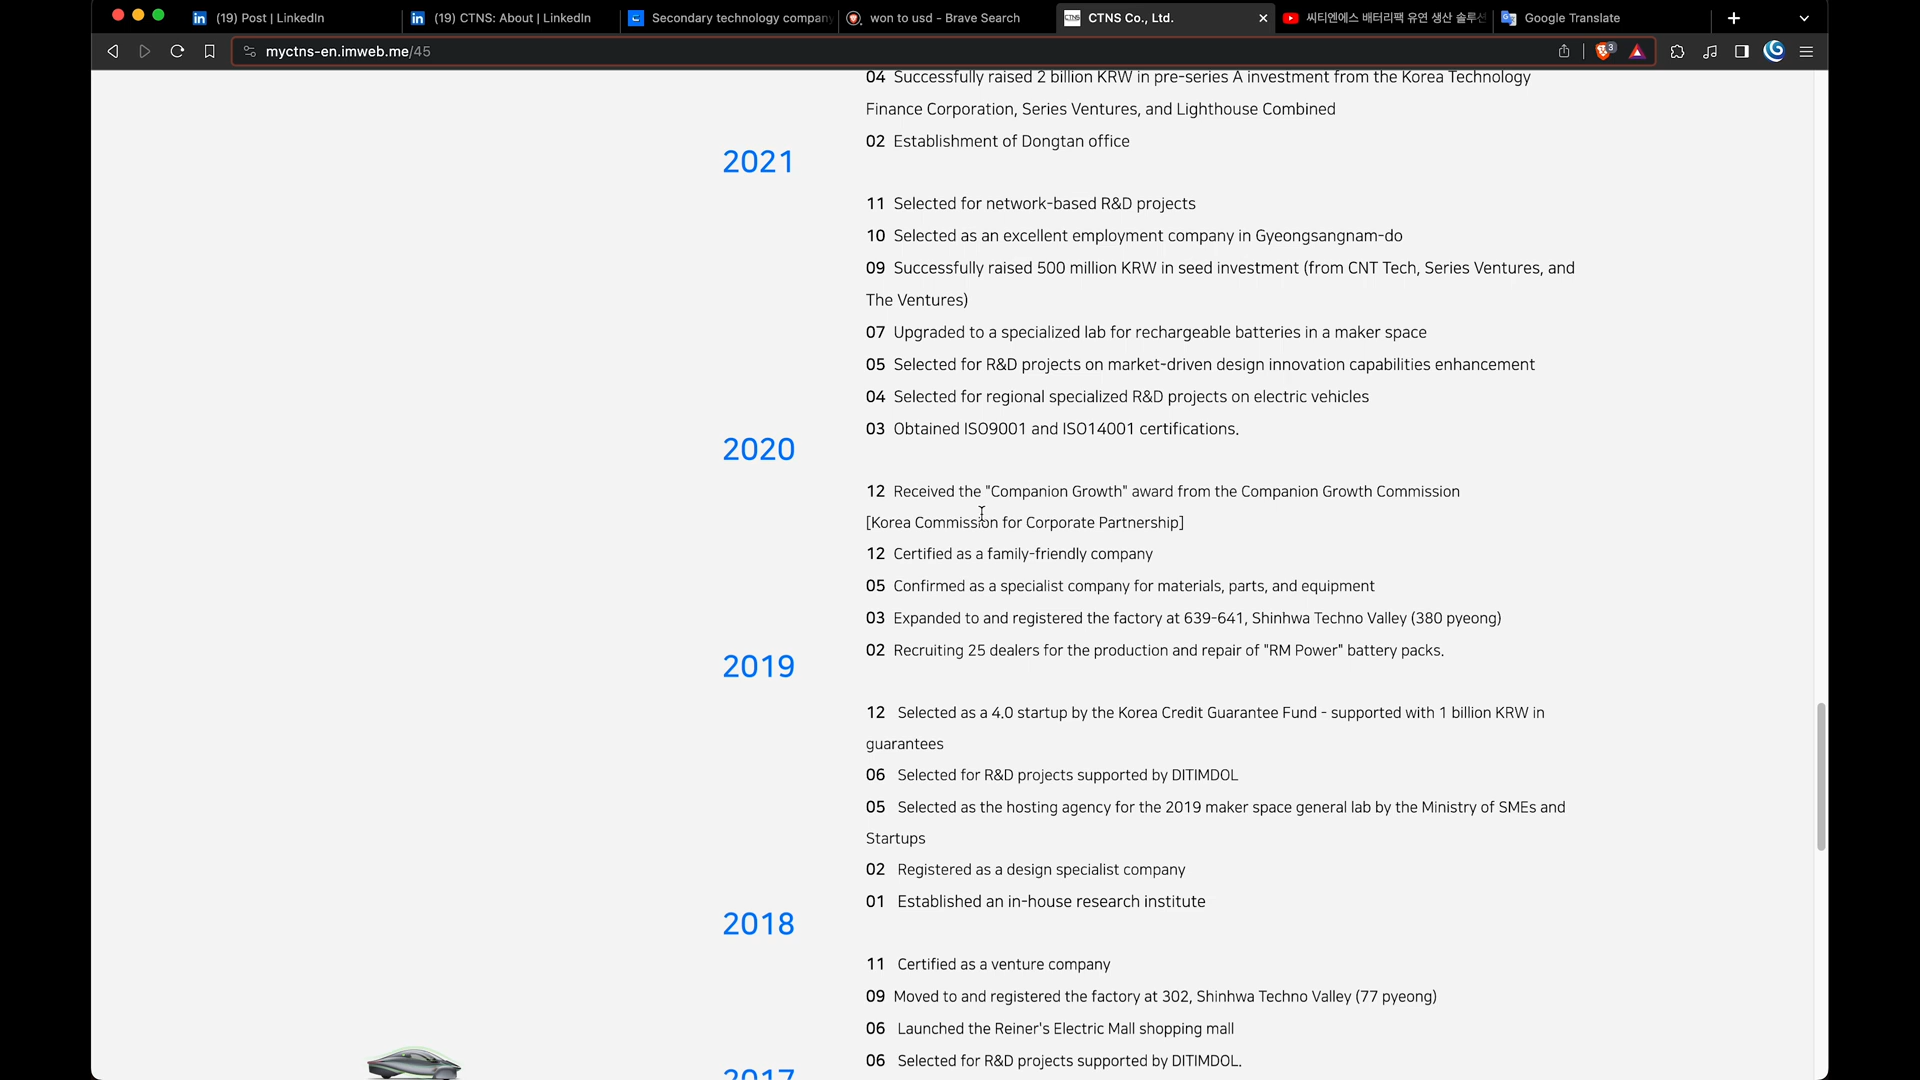 (19) Post | LinkedIn
(19) CTNS: About | LinkedIn
Secondary technology company
won to usd - Brave Search
CTNS Co., Ltd.
씨티엔에스 배터리팩 유연 생산 솔루션
Google Translate
myctns-en.imweb.me/45
3
04 Successfully raised 2 billion KRW in pre-series A investment from the Korea Technology
Finance Corporation, Series Ventures, and Lighthouse Combined
02 Establishment of Dongtan office
2021
11 Selected for network-based R&D projects
10 Selected as an excellent employment company in Gyeongsangnam-do
09 Successfully raised 500 million KRW in seed investment (from CNT Tech, Series Ventures, and
The Ventures)
07 Upgraded to a specialized lab for rechargeable batteries in a maker space
05 Selected for R&D projects on market-driven design innovation capabilities enhancement
04 Selected for regional specialized R&D projects on electric vehicles
03 Obtained ISO9001 and ISO14001 certifications.
2020
12 Received the "Companion Growth" award from the Companion Growth Commission
[Korea Commission for Corporate Partnership]
12 Certified as a family-friendly company
05 Confirmed as a specialist company for materials, parts, and equipment
03 Expanded to and registered the factory at 639-641, Shinhwa Techno Valley (380 pyeong)
02 Recruiting 25 dealers for the production and repair of "RM Power" battery packs.
2019
12 Selected as a 4.0 startup by the Korea Credit Guarantee Fund - supported with 1 billion KRW in
guarantees
06 Selected for R&D projects supported by DITIMDOL
05 Selected as the hosting agency for the 2019 maker space general lab by the Ministry of SMEs and
Startups
02 Registered as a design specialist company
01 Established an in-house research institute
2018
11 Certified as a venture company
09 Moved to and registered the factory at 302, Shinhwa Techno Valley (77 pyeong)
06 Launched the Reiner's Electric Mall shopping mall
06 Selected for R&D projects supported by DITIMDOL.
2017